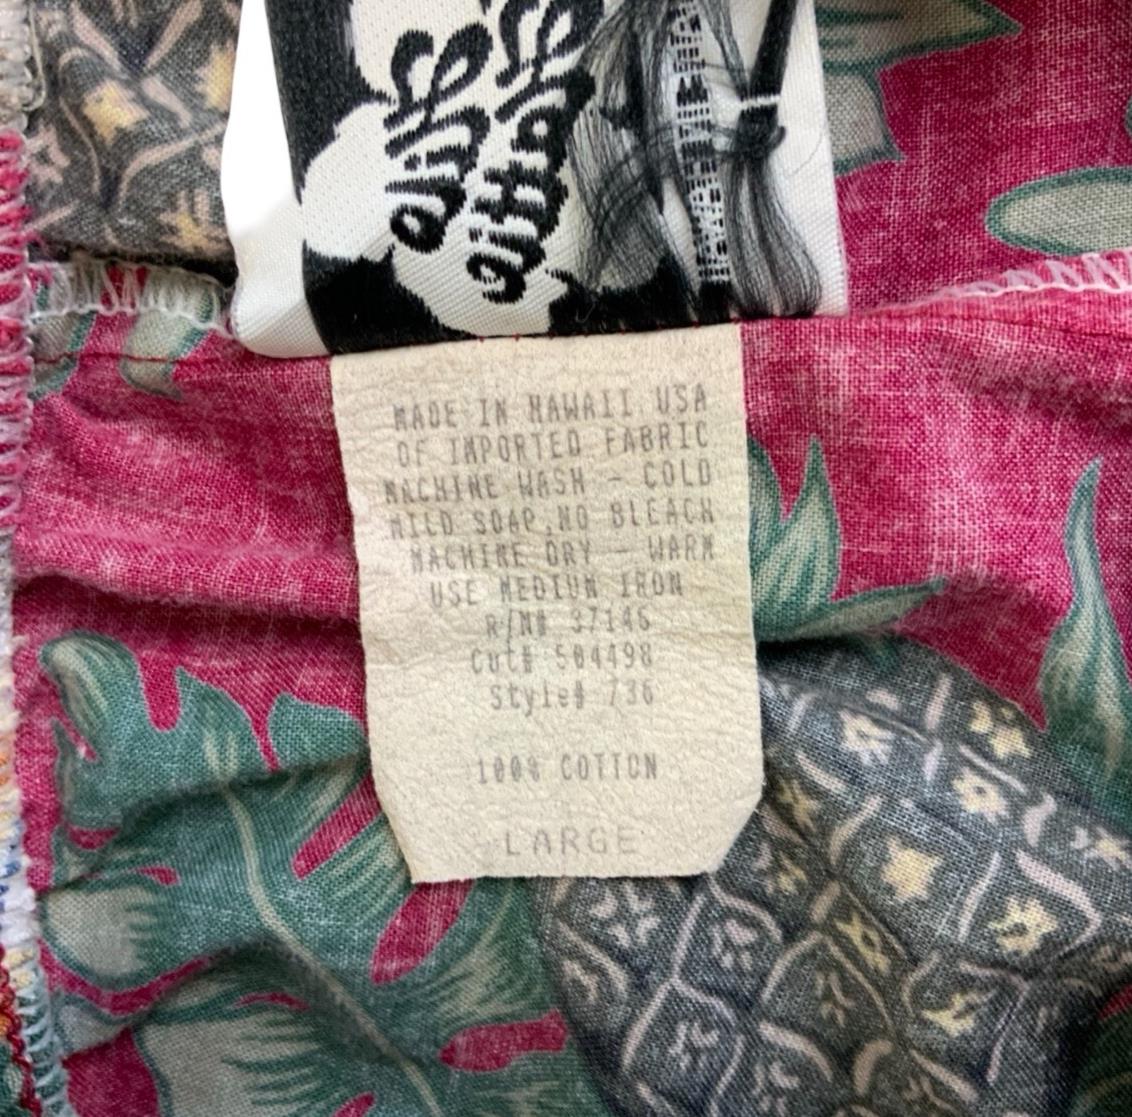 MADE IN HAWAII USA
OF IMPORTED FABRIC
MACHINE WASH - COLD
MILD SOAP,NO BLEACH
MACHINE DRY - WARM
USE MEDIUM IRON
R/N# 37146
Cut# 504498
Style# 736
100% COTTON
LARGE